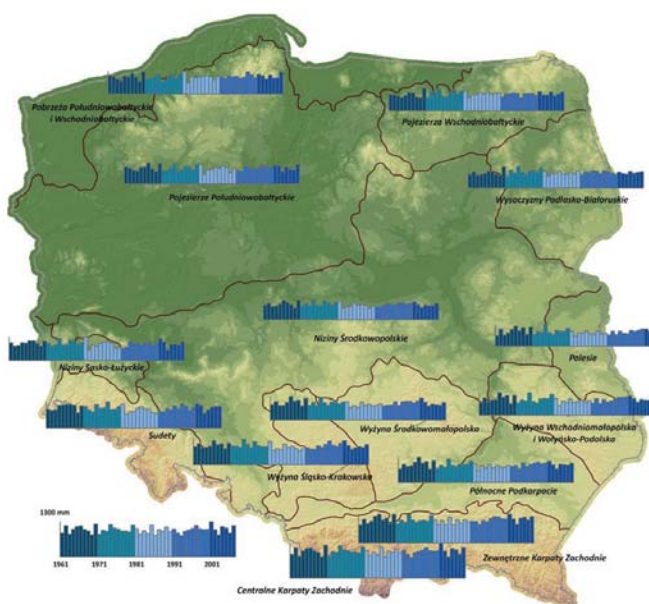 Pobrzeża Południowobałtyckie
i Wschodniobałtyckie
Pojezierza Wschodniobałtyckie
Pojezierze Południowobałtyckie
Wysoczyzny Podlasko-Białoruskie
Niziny Środkowopolskie
Polesie
Niziny Sasko-Łużyckie
Sudety
Wyżyna Środkowomałopolska
Wyżyna Wschodniomałopolska
i Wołyńsko-Podolska
Wyżyna Śląsko-Krakowska
Północne Podkarpacie
1300 mm
1961 1971 1981 1991 2001
Zewnętrzne Karpaty Zachodnie
Centralne Karpaty Zachodnie